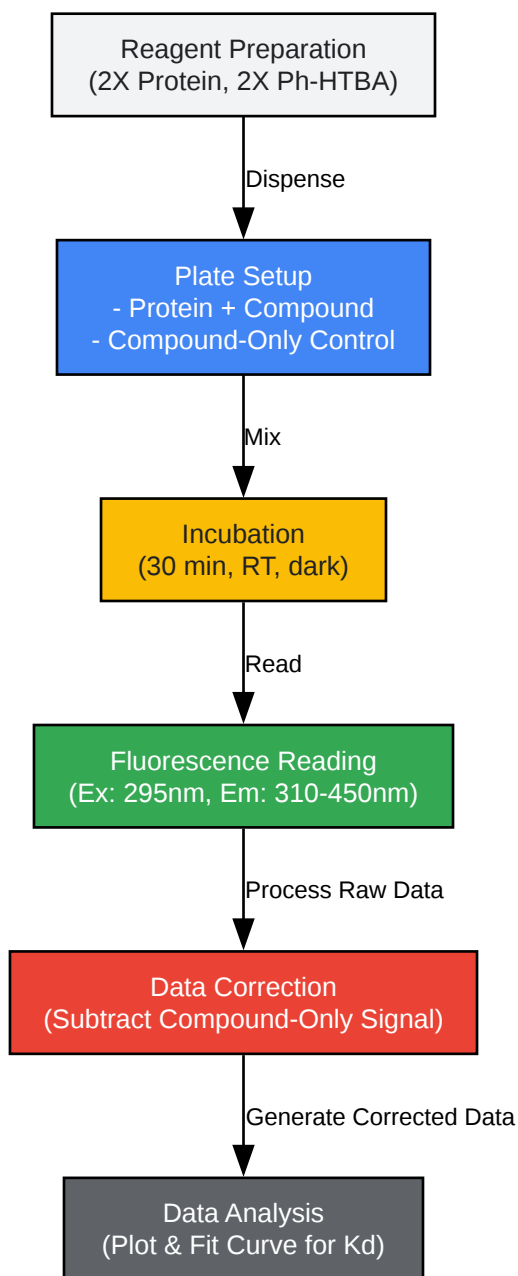 Reagent Preparation
(2X Protein, 2X Ph-HTBA)
Dispense
Plate Setup
- Protein + Compound
- Compound-Only Control
Mix
Incubation
(30 min, RT, dark)
Read
Fluorescence Reading
(Ex: 295nm, Em: 310-450nm)
Process Raw Data
Data Correction
(Subtract Compound-Only Signal)
Generate Corrected Data
Data Analysis
(Plot & Fit Curve for Kd)